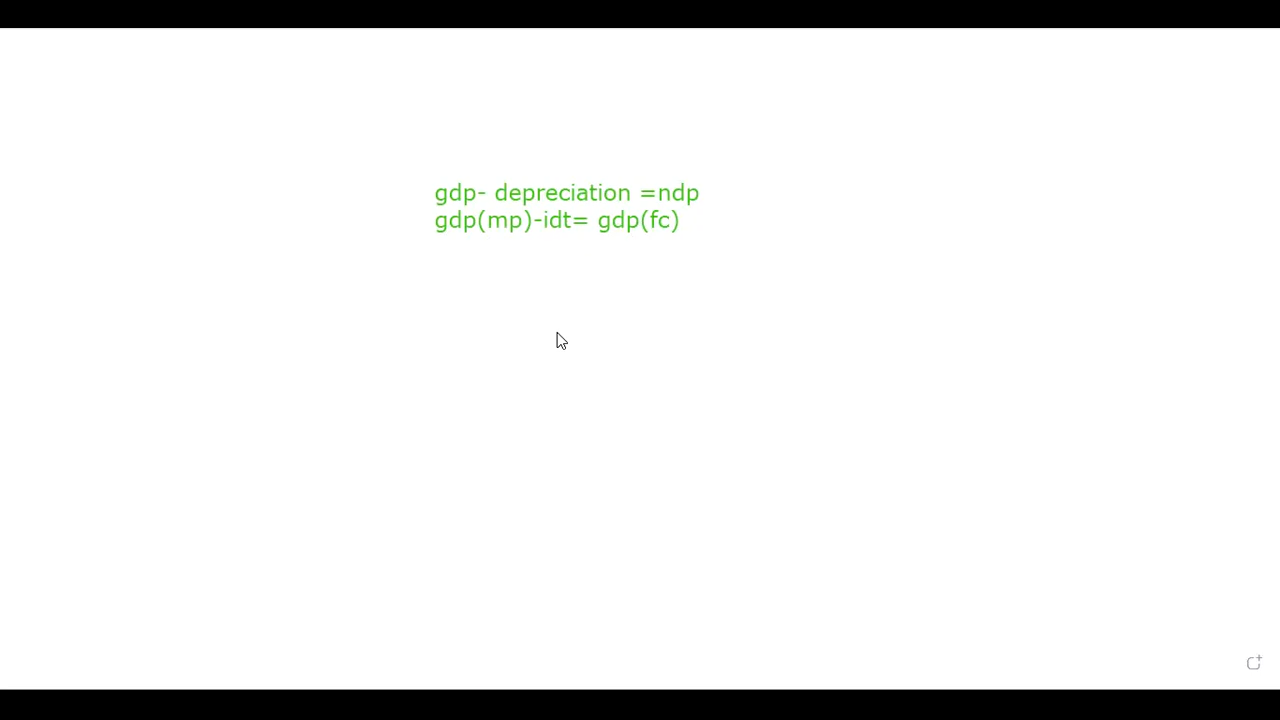 gdp- depreciation =ndp
gdp(mp)-idt= gdp(fc)